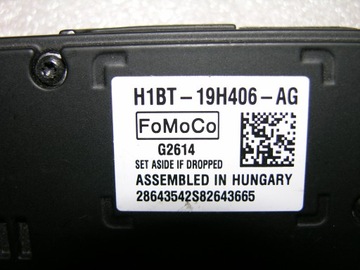 H1BT-19H406-AG
FoMoCo
G2614
SET ASIDE IF DROPPED
ASSEMBLED IN HUNGARY
28643542S82643665